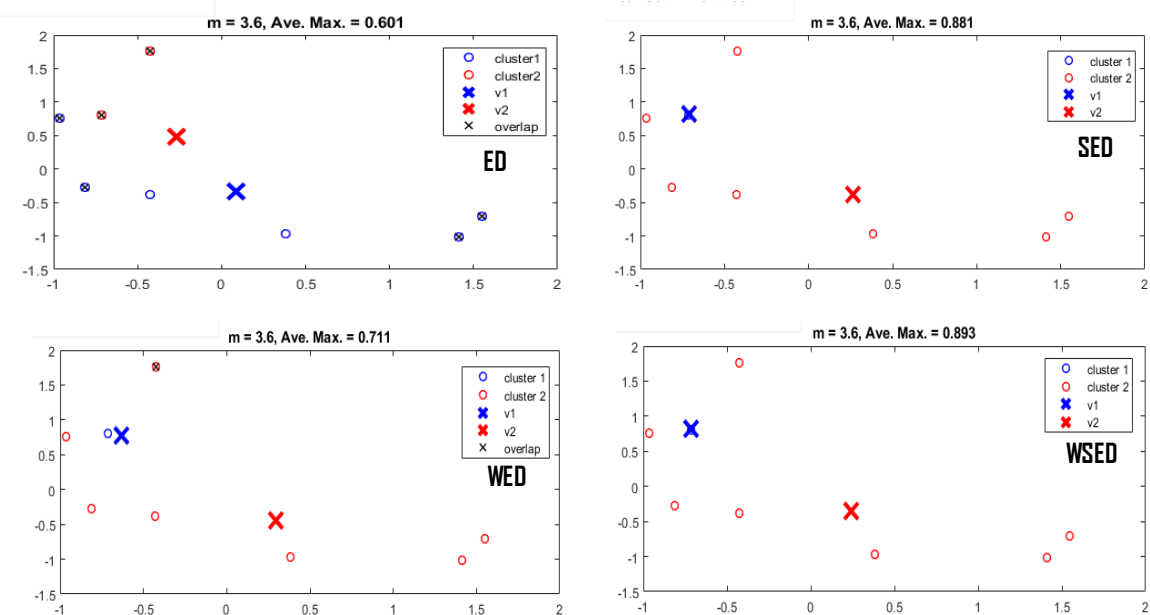 m = 3.6, Ave. Max. = 0.601
2
1.5
1
0.5
0
-0.5
-1
-1.5
-1
-0.5
0
0.5
1
1.5
2
cluster1
cluster2
v1
v2
overlap
ED
m = 3.6, Ave. Max. = 0.881
2
1.5
1
0.5
0
-0.5
-1
-1.5
-1
-0.5
0
0.5
1
1.5
2
cluster 1
cluster 2
v1
v2
SED
m = 3.6, Ave. Max. = 0.711
2
1.5
1
0.5
0
-0.5
-1
-1.5
-1
-0.5
0
0.5
1
1.5
2
cluster 1
cluster 2
v1
v2
overlap
WED
m = 3.6, Ave. Max. = 0.893
2
1.5
1
0.5
0
-0.5
-1
-1.5
-1
-0.5
0
0.5
1
1.5
2
cluster 1
cluster 2
v1
v2
WSED